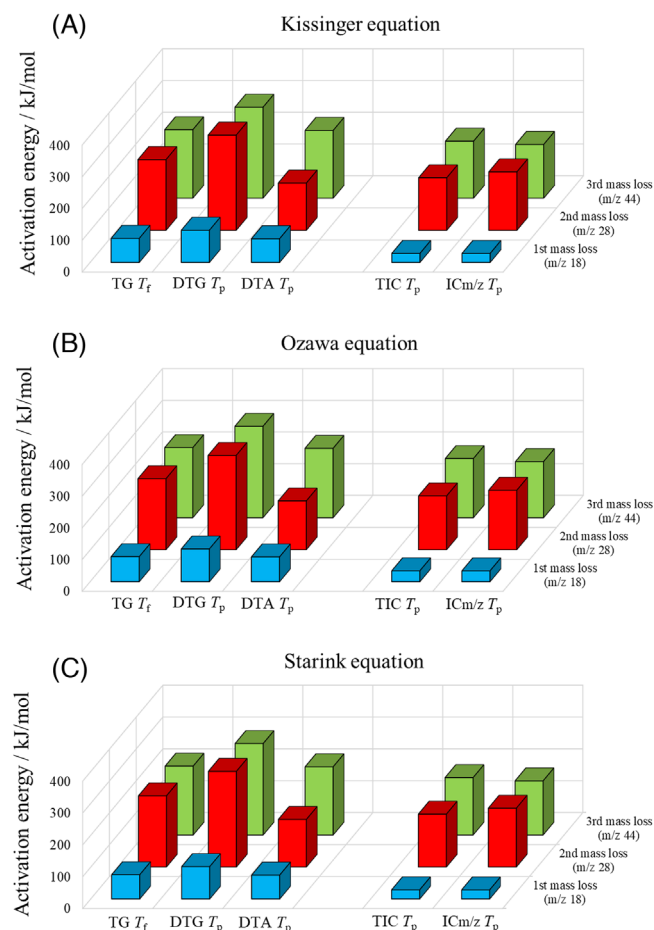 (A)
Kissinger equation
Activation energy / kJ/mol
400
300
200
100
0
3rd mass loss
(m/z 44)
2nd mass loss
(m/z 28)
1st mass loss
(m/z 18)
TG Tf DTG Tp DTA Tp TIC Tp ICm/z Tp
(B)
Ozawa equation
Activation energy / kJ/mol
400
300
200
100
0
3rd mass loss
(m/z 44)
2nd mass loss
(m/z 28)
1st mass loss
(m/z 18)
TG Tf DTG Tp DTA Tp TIC Tp ICm/z Tp
(C)
Starink equation
Activation energy / kJ/mol
400
300
200
100
0
3rd mass loss
(m/z 44)
2nd mass loss
(m/z 28)
1st mass loss
(m/z 18)
TG Tf DTG Tp DTA Tp TIC Tp ICm/z Tp